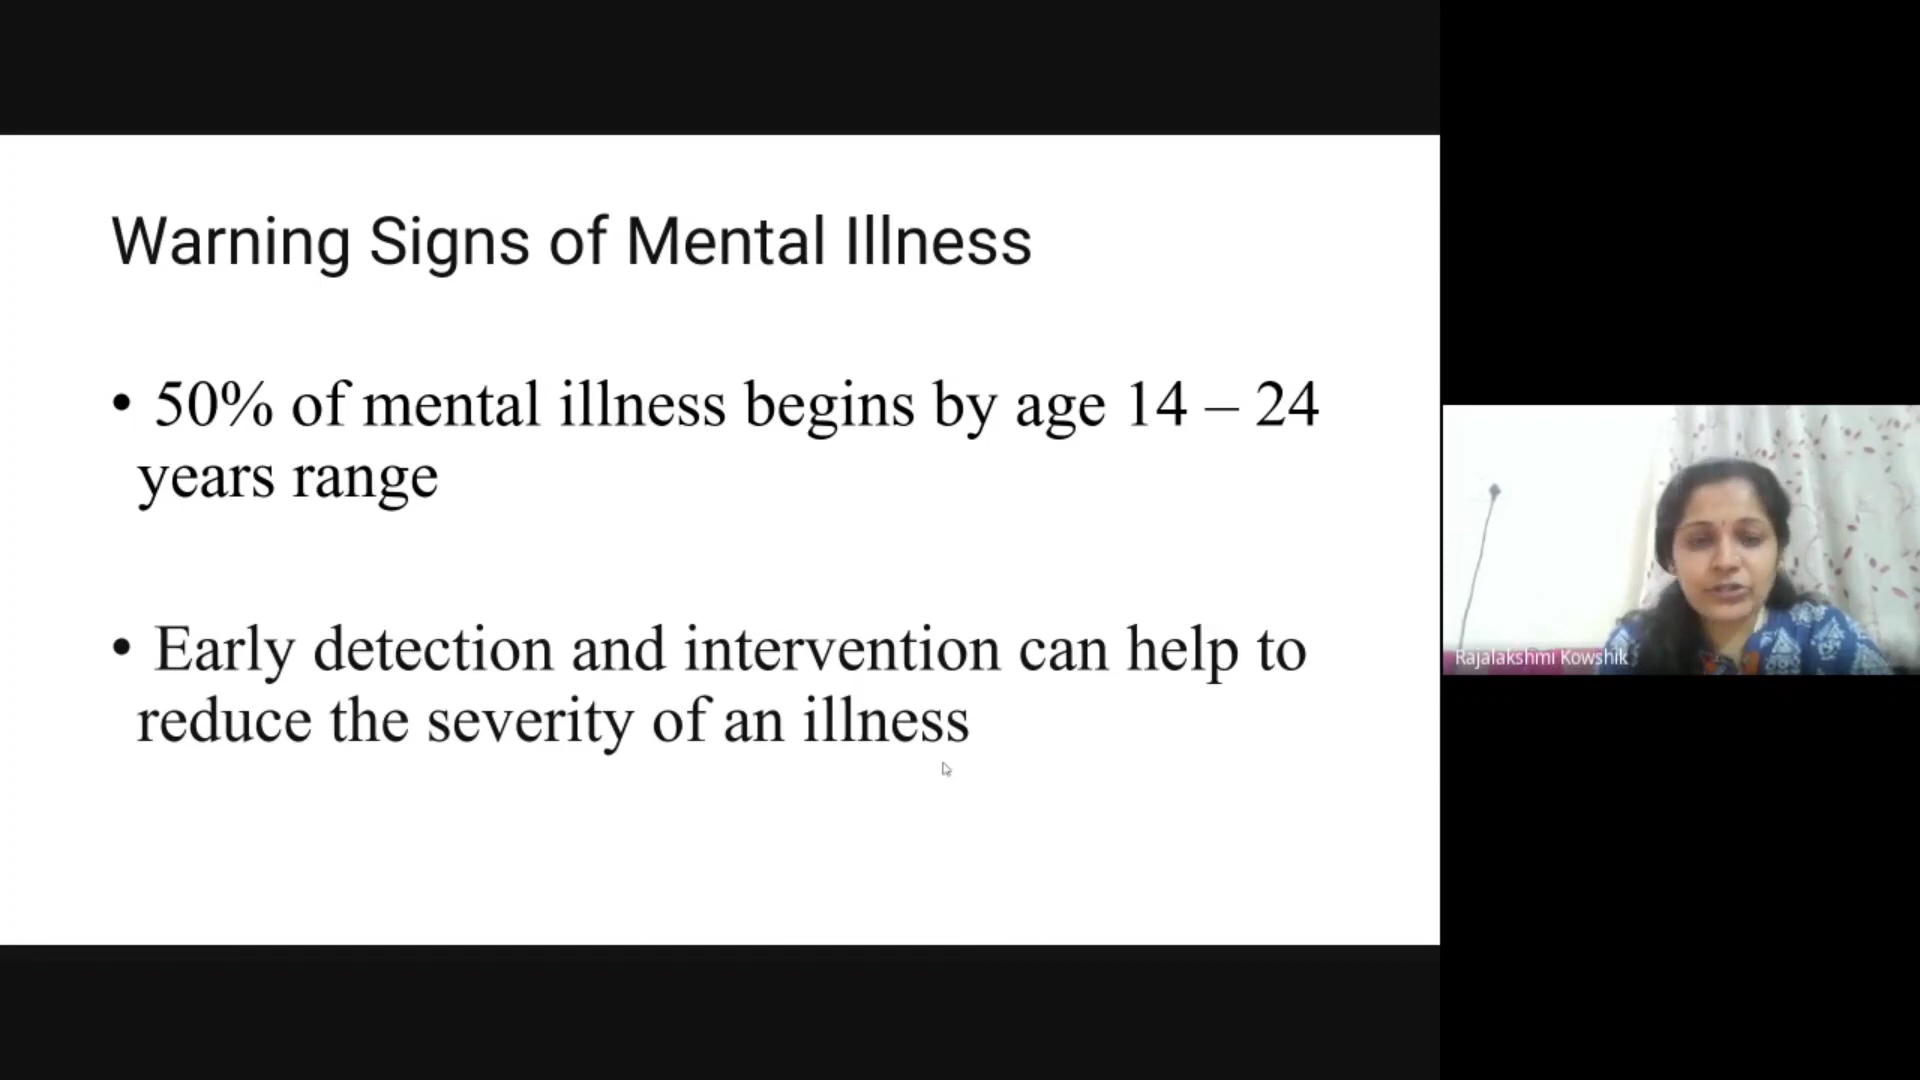 Warning Signs of Mental Illness
• 50% of mental illness begins by age 14 – 24
years range
• Early detection and intervention can help to
reduce the severity of an illness
Rajalakshmi Kowshik